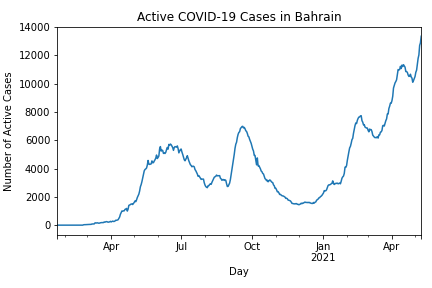 Active COVID-19 Cases in Bahrain
14000
12000
10000
8000
6000
4000
2000
0
Number of Active Cases
Apr Jul Oct Jan Apr
2021
Day